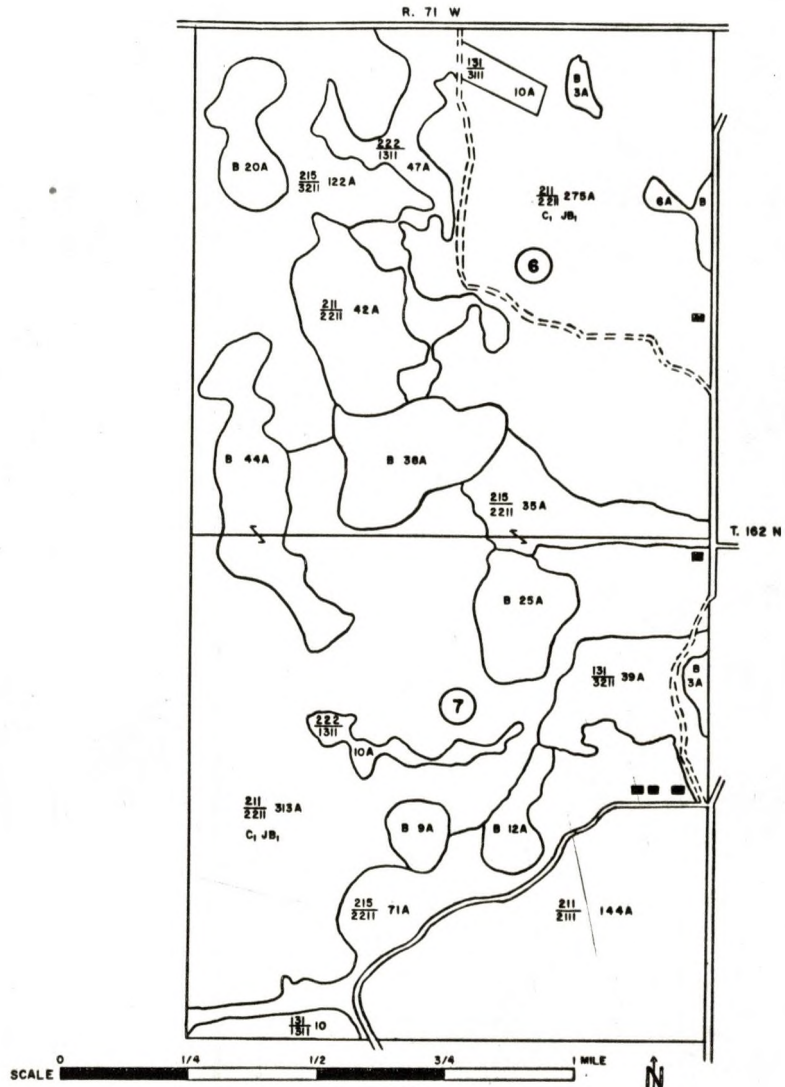 R. 71 W
131
3111
10A
B
3A
B 20A
215
3211 122A
222
1311 47A
211
2211 275A
C₁ JB₁
6A B
6
211
2211 42A
B 44A
B 38A
215
2211 35A
T. 162 N
B 25A
131
3211 39A
B
3A
7
222
1311
10A
211
2211 313A
C₁ JB₁
B 9A
B 12A
215
2211 71A
211
2111 144A
131
1311 10
0 1/4 1/2 3/4 1 MILE
SCALE
N